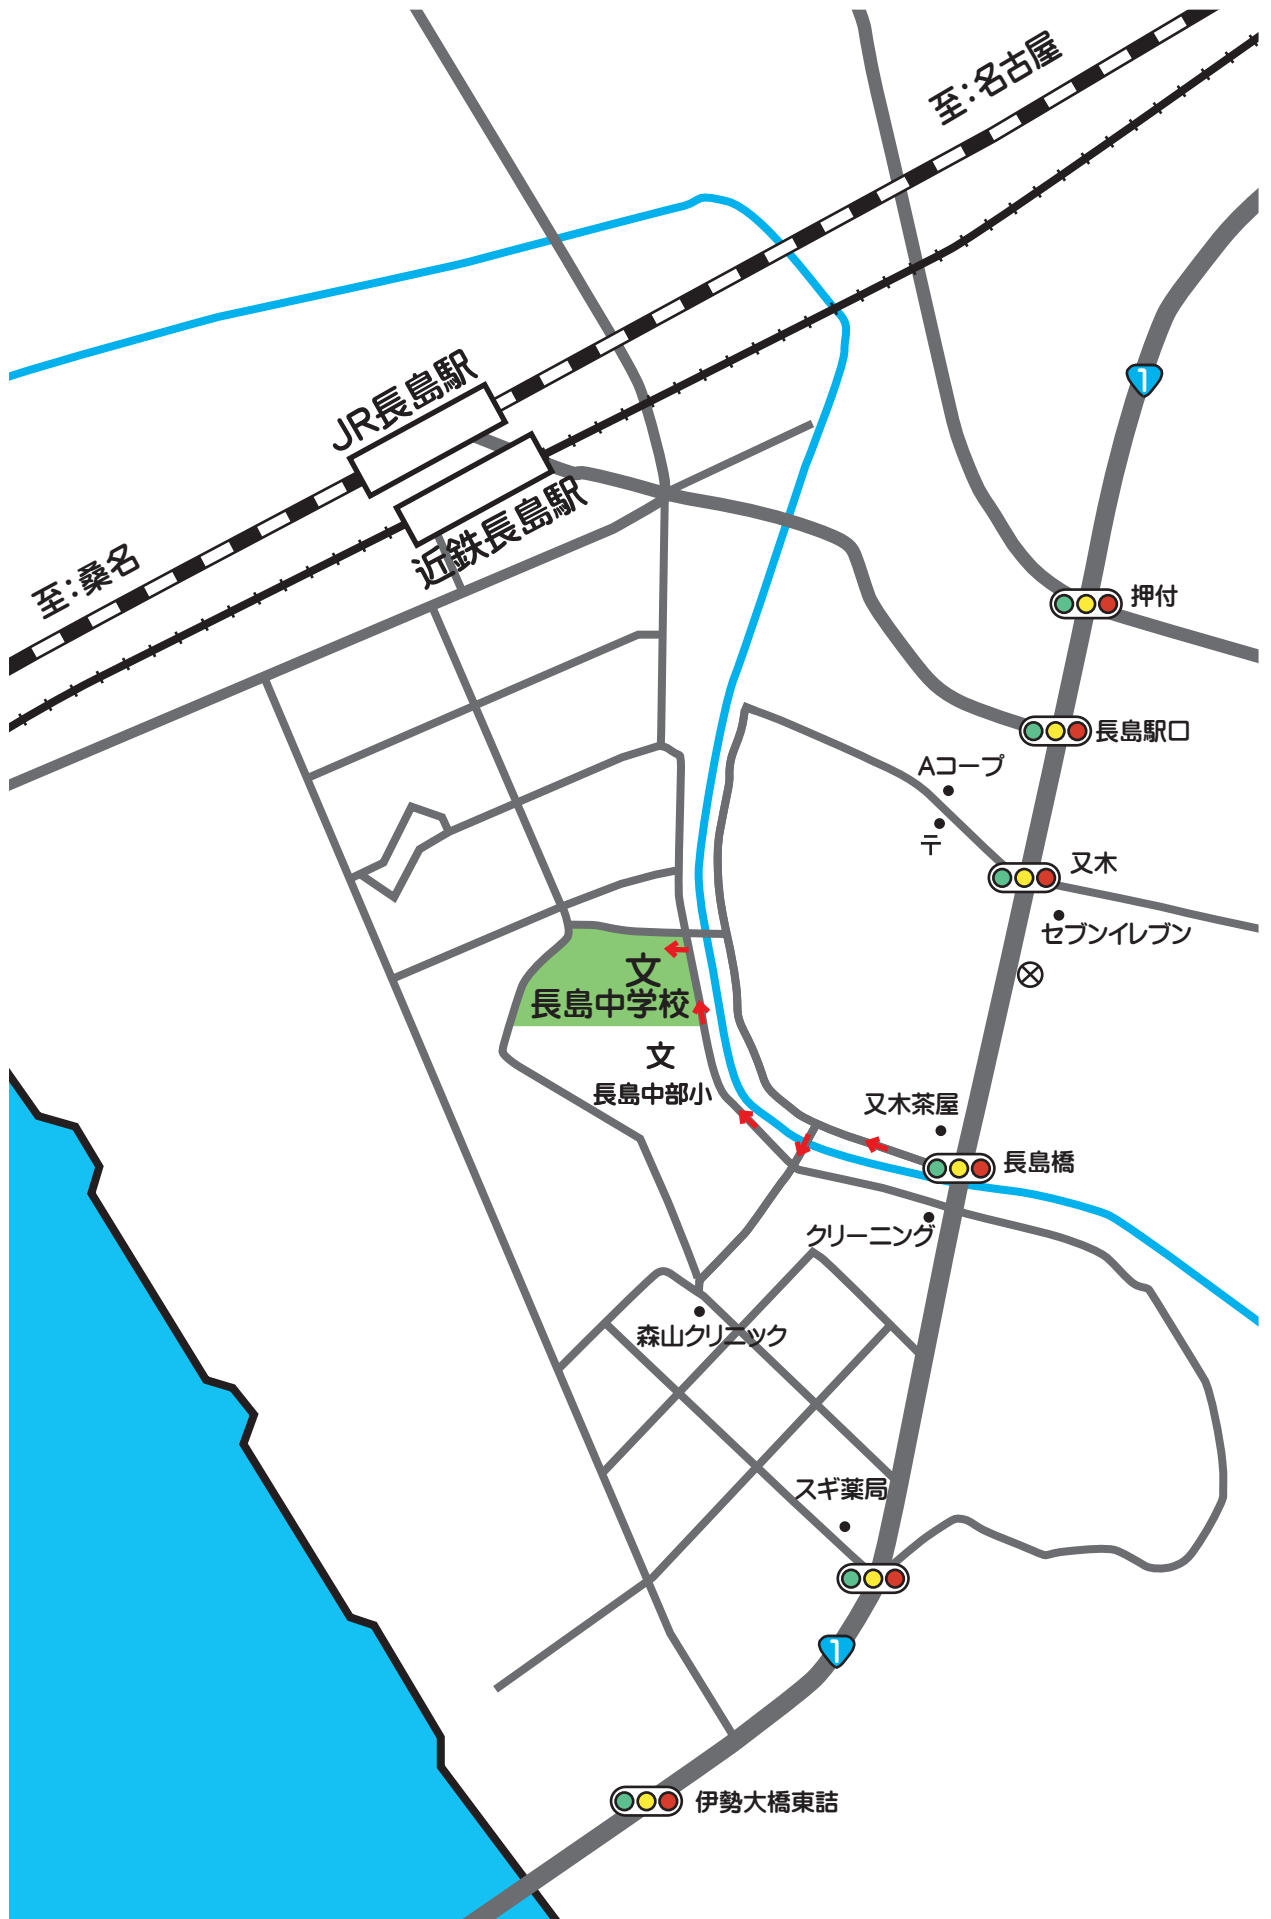 至:名古屋
JR長島駅
1
近鉄長島駅
至:桑名
押付
長島駅口
Aコープ
〒
又木
セブンイレブン
文
長島中学校
文
長島中部小
又木茶屋
長島橋
クリーニング
森山クリニック
スギ薬局
1
伊勢大橋東詰